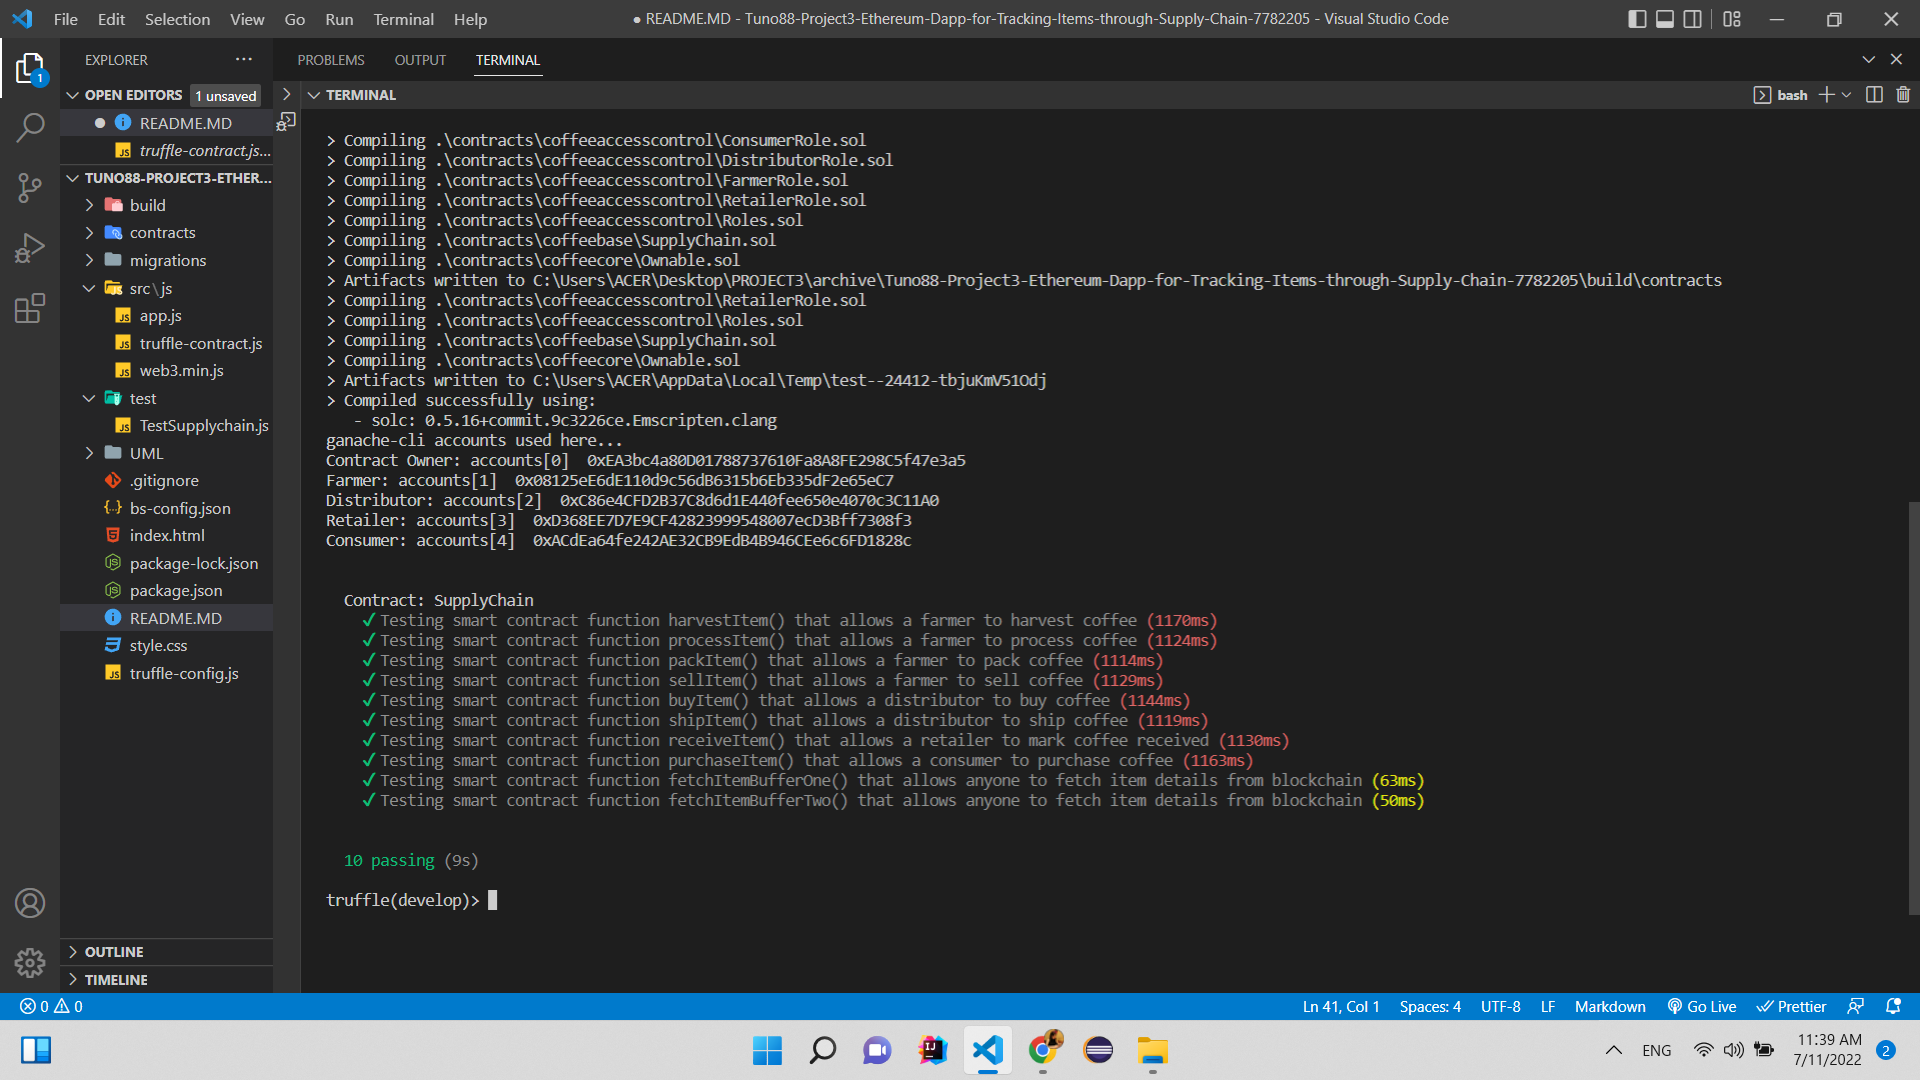 File Edit Selection View Go Run Terminal Help
● README.MD - Tuno88-Project3-Ethereum-Dapp-for-Tracking-Items-through-Supply-Chain-7782205 - Visual Studio Code
EXPLORER
PROBLEMS OUTPUT TERMINAL
OPEN EDITORS 1 unsaved
README.MD
truffle-contract.js...
TUNO88-PROJECT3-ETHER...
build
contracts
migrations
src\js
app.js
truffle-contract.js
web3.min.js
test
TestSupplychain.js
UML
.gitignore
bs-config.json
index.html
package-lock.json
package.json
README.MD
style.css
truffle-config.js
OUTLINE
TIMELINE
1
TERMINAL
bash
> Compiling .\contracts\coffeeaccesscontrol\ConsumerRole.sol
> Compiling .\contracts\coffeeaccesscontrol\DistributorRole.sol
> Compiling .\contracts\coffeeaccesscontrol\FarmerRole.sol
> Compiling .\contracts\coffeeaccesscontrol\RetailerRole.sol
> Compiling .\contracts\coffeeaccesscontrol\Roles.sol
> Compiling .\contracts\coffeebase\SupplyChain.sol
> Compiling .\contracts\coffeecore\Ownable.sol
> Artifacts written to C:\Users\ACER\Desktop\PROJECT3\archive\Tuno88-Project3-Ethereum-Dapp-for-Tracking-Items-through-Supply-Chain-7782205\build\contracts
> Compiling .\contracts\coffeeaccesscontrol\RetailerRole.sol
> Compiling .\contracts\coffeeaccesscontrol\Roles.sol
> Compiling .\contracts\coffeebase\SupplyChain.sol
> Compiling .\contracts\coffeecore\Ownable.sol
> Artifacts written to C:\Users\ACER\AppData\Local\Temp\test--24412-tbjuKmV51Odj
> Compiled successfully using:
- solc: 0.5.16+commit.9c3226ce.Emscripten.clang
ganache-cli accounts used here...
Contract Owner: accounts[0] 0xEA3bc4a80D01788737610Fa8A8FE298C5f47e3a5
Farmer: accounts[1] 0x08125eE6dE110d9c56dB6315b6Eb335dF2e65eC7
Distributor: accounts[2] 0xC86e4CFD2B37C8d6d1E440fee650e4070c3C11A0
Retailer: accounts[3] 0xD368EE7D7E9CF42823999548007ecD3Bff7308f3
Consumer: accounts[4] 0xACdEa64fe242AE32CB9EdB4B946CEe6c6FD1828c
Contract: SupplyChain
✓ Testing smart contract function harvestItem() that allows a farmer to harvest coffee (1170ms)
✓ Testing smart contract function processItem() that allows a farmer to process coffee (1124ms)
✓ Testing smart contract function packItem() that allows a farmer to pack coffee (1114ms)
✓ Testing smart contract function sellItem() that allows a farmer to sell coffee (1129ms)
✓ Testing smart contract function buyItem() that allows a distributor to buy coffee (1144ms)
✓ Testing smart contract function shipItem() that allows a distributor to ship coffee (1119ms)
✓ Testing smart contract function receiveItem() that allows a retailer to mark coffee received (1130ms)
✓ Testing smart contract function purchaseItem() that allows a consumer to purchase coffee (1163ms)
✓ Testing smart contract function fetchItemBufferOne() that allows anyone to fetch item details from blockchain (63ms)
✓ Testing smart contract function fetchItemBufferTwo() that allows anyone to fetch item details from blockchain (50ms)
10 passing (9s)
truffle(develop)>
0 0
Ln 41, Col 1 Spaces: 4 UTF-8 LF Markdown Go Live Prettier
ENG
11:39 AM
7/11/2022
2